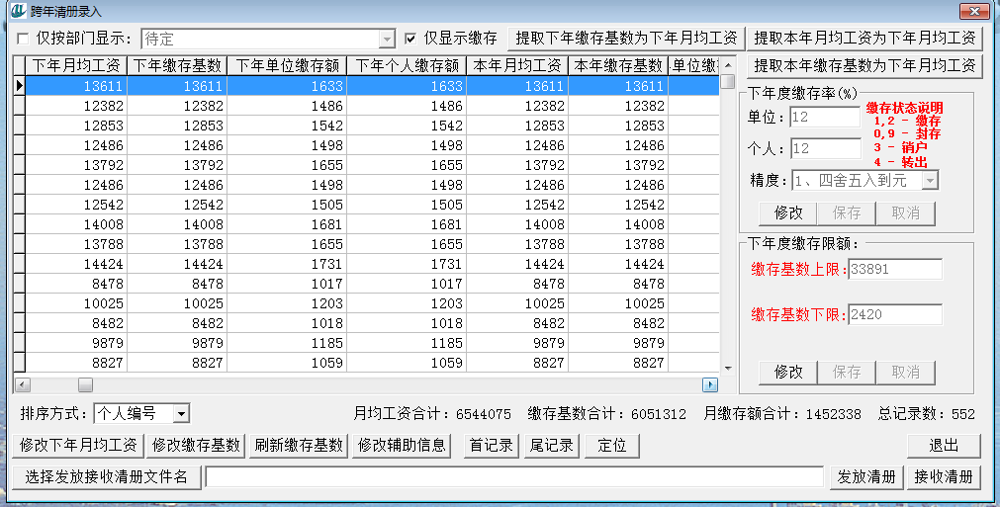 跨年清册录入
仅按部门显示: 待定 仅显示缴存 提取下年缴存基数为下年月均工资 提取本年月均工资为下年月均工资
提取本年缴存基数为下年月均工资
下年月均工资 下年缴存基数 下年单位缴存额 下年个人缴存额 本年月均工资 本年缴存基数 单位缴
13611 13611 1633 1633 13611 13611
12382 12382 1486 1486 12382 12382
12853 12853 1542 1542 12853 12853
12486 12486 1498 1498 12486 12486
13792 13792 1655 1655 13792 13792
12486 12486 1498 1498 12486 12486
12542 12542 1505 1505 12542 12542
14008 14008 1681 1681 14008 14008
13788 13788 1655 1655 13788 13788
14424 14424 1731 1731 14424 14424
8478 8478 1017 1017 8478 8478
10025 10025 1203 1203 10025 10025
8482 8482 1018 1018 8482 8482
9879 9879 1185 1185 9879 9879
8827 8827 1059 1059 8827 8827
下年度缴存率(%)
单位: 12
个人: 12
缴存状态说明
1,2 - 缴存
0,9 - 封存
3 - 销户
4 - 转出
精度: 1、四舍五入到元
修改 保存 取消
下年度缴存限额:
缴存基数上限: 33891
缴存基数下限: 2420
修改 保存 取消
排序方式: 个人编号 月均工资合计: 6544075 缴存基数合计: 6051312 月缴存额合计: 1452338 总记录数: 552
修改下年月均工资 修改缴存基数 刷新缴存基数 修改辅助信息 首记录 尾记录 定位 退出
选择发放接收清册文件名 发放清册 接收清册